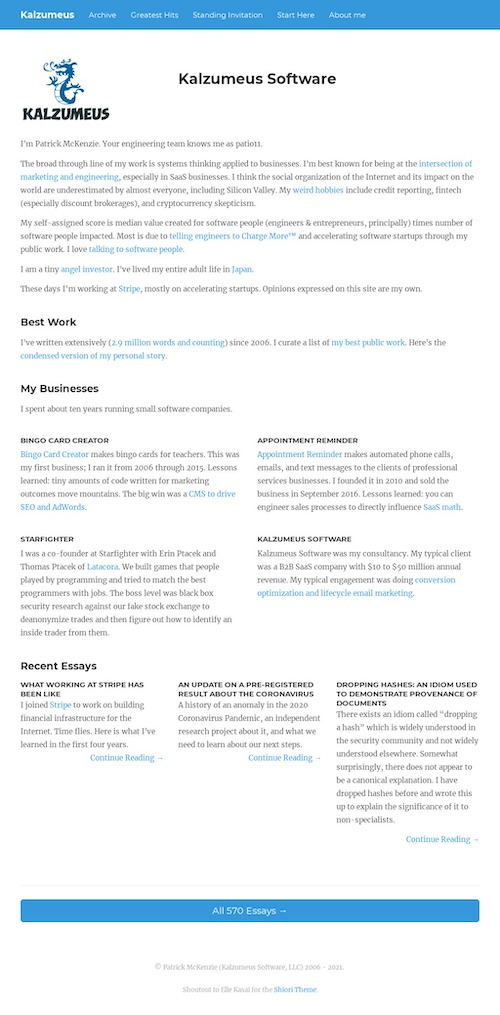 Kalzumeus Archive Greatest Hits Standing Invitation Start Here About me
KALZUMEUS
Kalzumeus Software
I'm Patrick McKenzie. Your engineering team knows me as patio11.
The broad through line of my work is systems thinking applied to businesses. I'm best known for being at the intersection of
marketing and engineering, especially in SaaS businesses. I think the social organization of the Internet and its impact on the
world are underestimated by almost everyone, including Silicon Valley. My weird hobbies include credit reporting, fintech
(especially discount brokerages), and cryptocurrency skepticism.
My self-assigned score is median value created for software people (engineers & entrepreneurs, principally) times number of
software people impacted. Most is due to telling engineers to Charge More™ and accelerating software startups through my
public work. I love talking to software people.
I am a tiny angel investor. I've lived my entire adult life in Japan.
These days I'm working at Stripe, mostly on accelerating startups. Opinions expressed on this site are my own.
Best Work
I've written extensively (2.9 million words and counting) since 2006. I curate a list of my best public work. Here's the
condensed version of my personal story.
My Businesses
I spent about ten years running small software companies.
BINGO CARD CREATOR
Bingo Card Creator makes bingo cards for teachers. This was
my first business; I ran it from 2006 through 2015. Lessons
learned: tiny amounts of code written for marketing
outcomes move mountains. The big win was a CMS to drive
SEO and AdWords.
APPOINTMENT REMINDER
Appointment Reminder makes automated phone calls,
emails, and text messages to the clients of professional
services businesses. I founded it in 2010 and sold the
business in September 2016. Lessons learned: you can
engineer sales processes to directly influence SaaS math.
STARFIGHTER
I was a co-founder at Starfighter with Erin Ptacek and
Thomas Ptacek of Latacora. We built games that people
played by programming and tried to match the best
programmers with jobs. The boss level was black box
security research against our fake stock exchange to
deanonymize trades and then figure out how to identify an
inside trader from them.
KALZUMEUS SOFTWARE
Kalzumeus Software was my consultancy. My typical client
was a B2B SaaS company with $10 to $50 million annual
revenue. My typical engagement was doing conversion
optimization and lifecycle email marketing.
Recent Essays
WHAT WORKING AT STRIPE HAS
BEEN LIKE
I joined Stripe to work on building
financial infrastructure for the
Internet. Time flies. Here is what I've
learned in the first four years.
Continue Reading →
AN UPDATE ON A PRE-REGISTERED
RESULT ABOUT THE CORONAVIRUS
A history of an anomaly in the 2020
Coronavirus Pandemic, an independent
research project about it, and what we
need to learn about our next steps.
Continue Reading →
DROPPING HASHES: AN IDIOM USED
TO DEMONSTRATE PROVENANCE OF
DOCUMENTS
There exists an idiom called “dropping
a hash” which is widely understood in
the security community and not widely
understood elsewhere. Somewhat
surprisingly, there does not appear to
be a canonical explanation. I have
dropped hashes before and wrote this
up to explain the significance of it to
non-specialists.
Continue Reading →
All 570 Essays →
© Patrick McKenzie (Kalzumeus Software, LLC) 2006 - 2021.
Shoutout to Elle Kasai for the Shiori Theme.